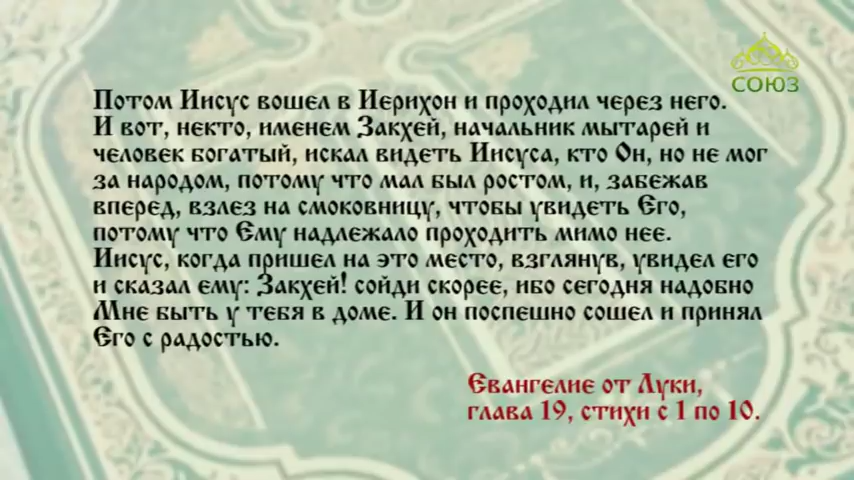 СОЮЗ
Потом Иисус вошел в Иерихон и проходил через него.
И вот, некто, именем Закхей, начальник мытарей и
человек богатый, искал видеть Иисуса, кто Он, но не мог
за народом, потому что мал был ростом, и, забежав
вперед, взлез на смоковницу, чтобы увидеть Его,
потому что Ему надлежало проходить мимо нее.
Иисус, когда пришел на это место, взглянув, увидел его
и сказал ему: Закхей! сойди скорее, ибо сегодня надобно
Мне быть у тебя в доме. И он поспешно сошел и принял
Его с радостью.
Евангелие от Луки,
глава 19, стихи с 1 по 10.